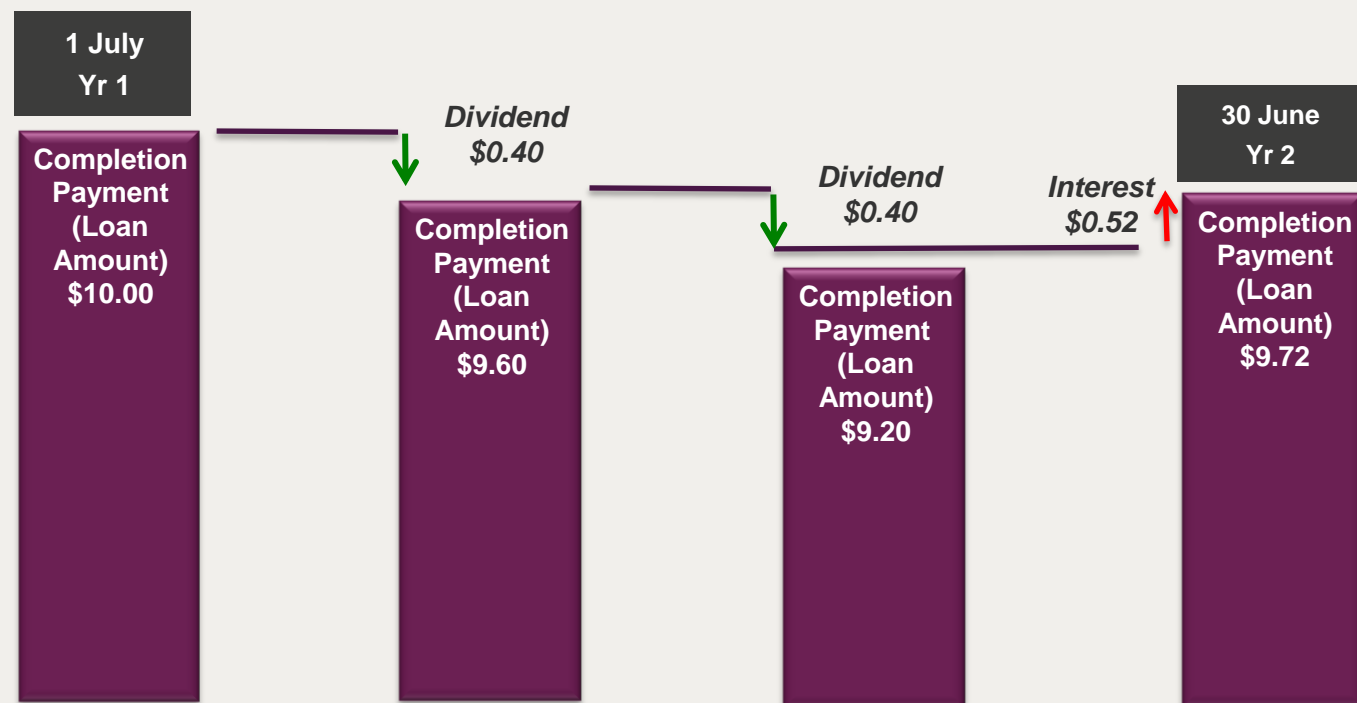 1 July
Yr 1
Completion
Payment
(Loan
Amount)
$10.00
Dividend
$0.40
Completion
Payment
(Loan
Amount)
$9.60
Dividend
$0.40
Completion
Payment
(Loan
Amount)
$9.20
Interest
$0.52
30 June
Yr 2
Completion
Payment
(Loan
Amount)
$9.72